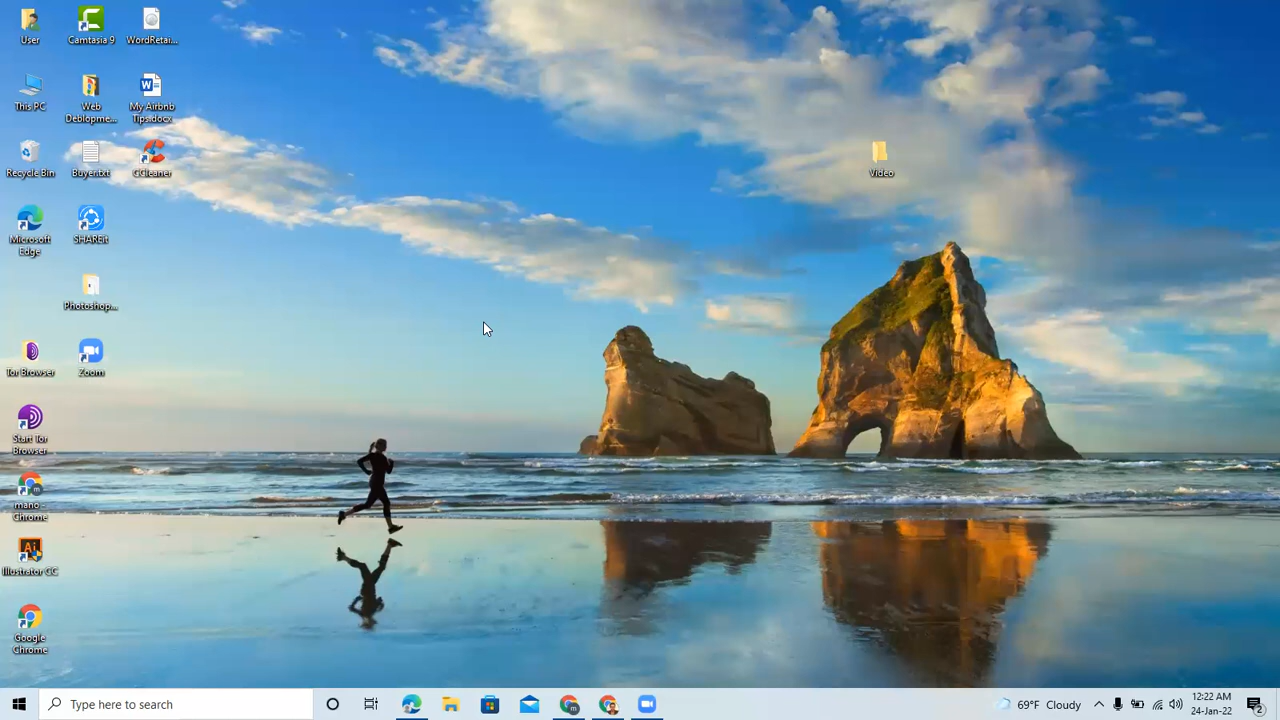 User
Camtasia 9
WordRetai...
This PC
Web
Deblopme...
My Airbnb
Tips.docx
Recycle Bin
Buyer.txt
CCleaner
Microsoft
Edge
SHAREit
Photoshop...
Tor Browser
Zoom
Start Tor
Browser
mano -
Chrome
Illustrator CC
Google
Chrome
Video
Type here to search
69°F Cloudy
12:22 AM
24-Jan-22
2